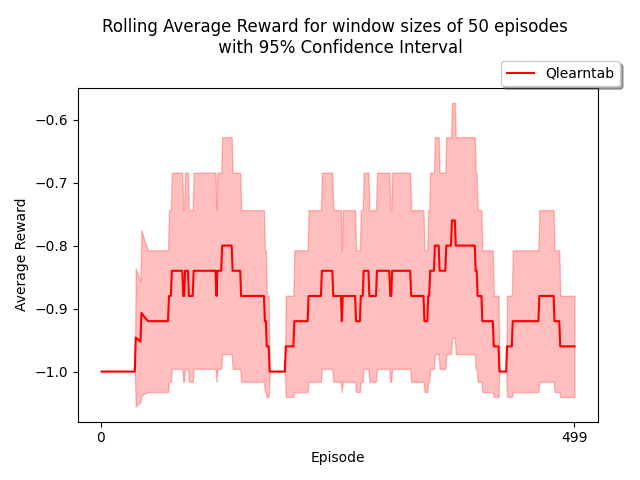 Rolling Average Reward for window sizes of 50 episodes
with 95% Confidence Interval
Qlearntab
−0.6
−0.7
−0.8
−0.9
−1.0
Average Reward
0
499
Episode